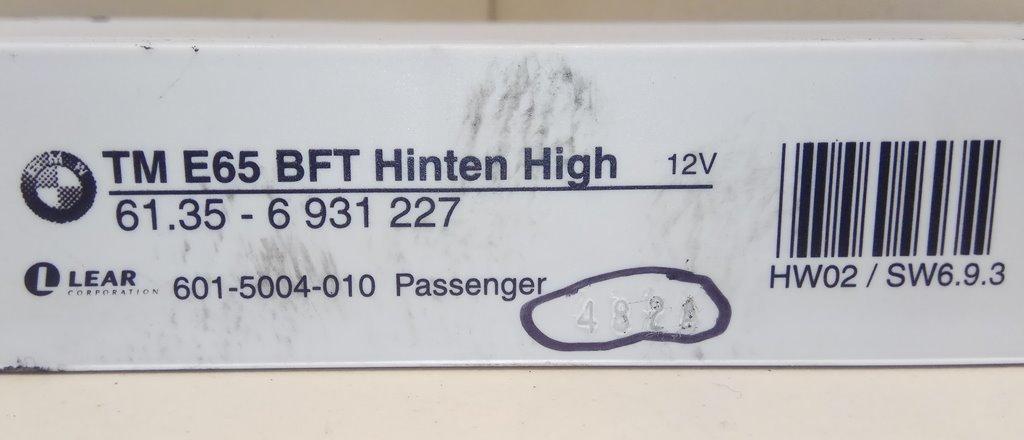 TM E65 BFT Hinten High 12V
61.35 - 6 931 227
LEAR
CORPORATION
601-5004-010 Passenger
4821
HW02 / SW6.9.3